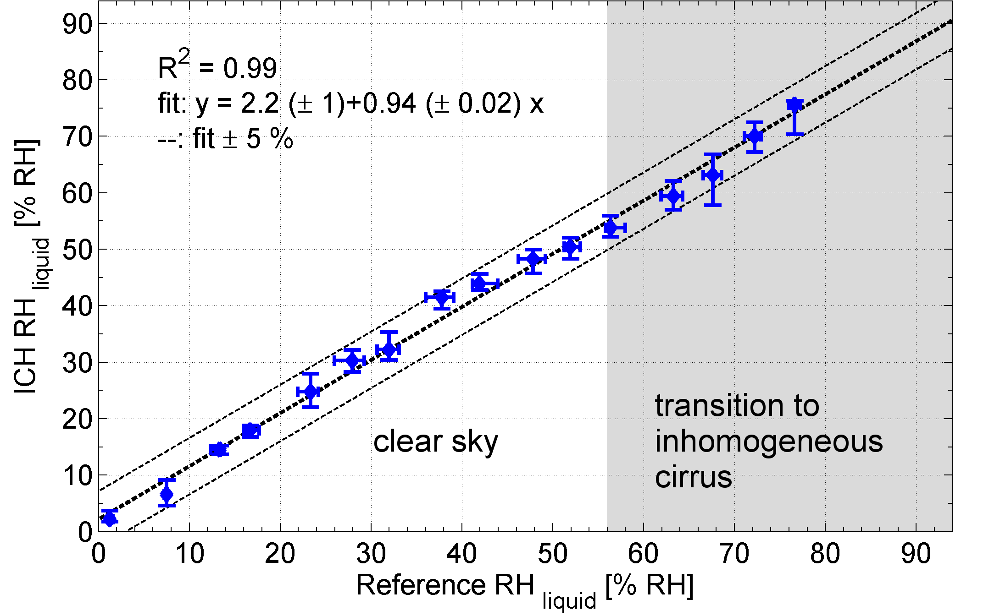 90
80
70
60
50
40
30
20
10
0
ICH RH liquid [% RH]
R² = 0.99
fit: y = 2.2 (± 1)+0.94 (± 0.02) x
--: fit ± 5 %
clear sky
transition to
inhomogeneous
cirrus
0 10 20 30 40 50 60 70 80 90
Reference RH liquid [% RH]